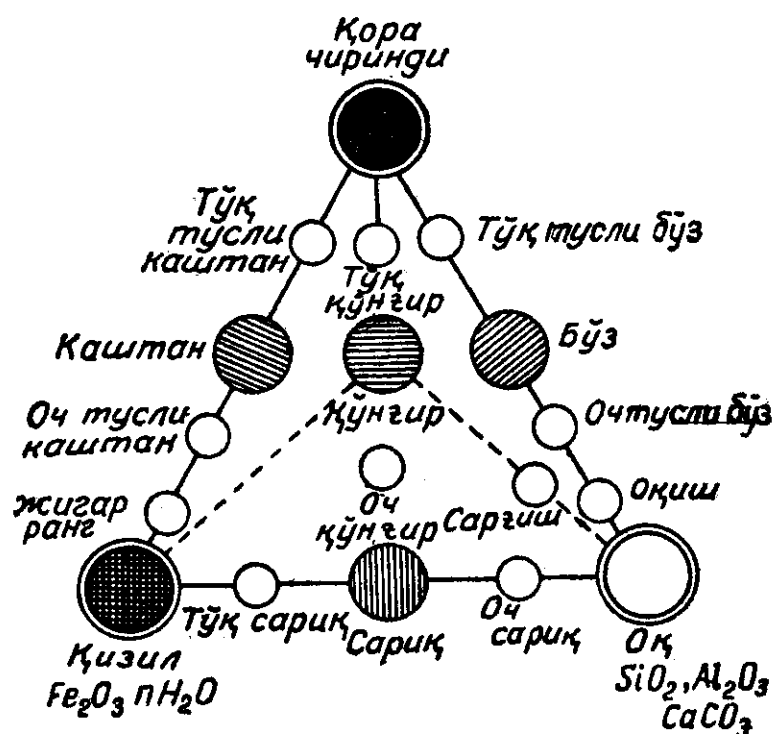 Қора
чиринди
Тўқ
тусли
каштан
Тўқ
қўнғир
Тўқ тусли бўз
Каштан
Қўнғир
Бўз
Оч тусли
каштан
Оч тусли бўз
Оч
қўнғир
Сарғиш
Оқиш
Жигар
ранг
Тўқ сариқ
Сариқ
Оч
сариқ
Қизил
Fe₂O₃ nH₂O
Оқ
SiO₂, Al₂O₃
CaCO₃